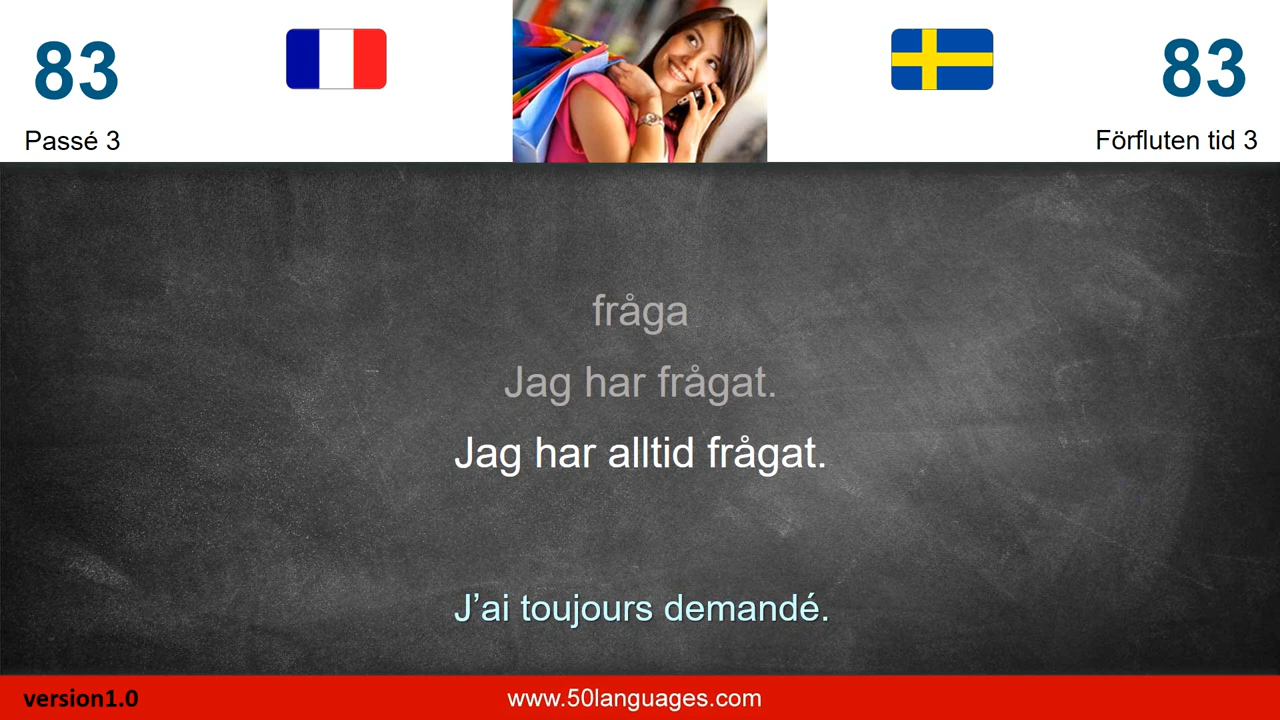 83
83
Passé 3
Förfluten tid 3
fråga
Jag har frågat.
Jag har alltid frågat.
J’ai toujours demandé.
version1.0
www.50languages.com